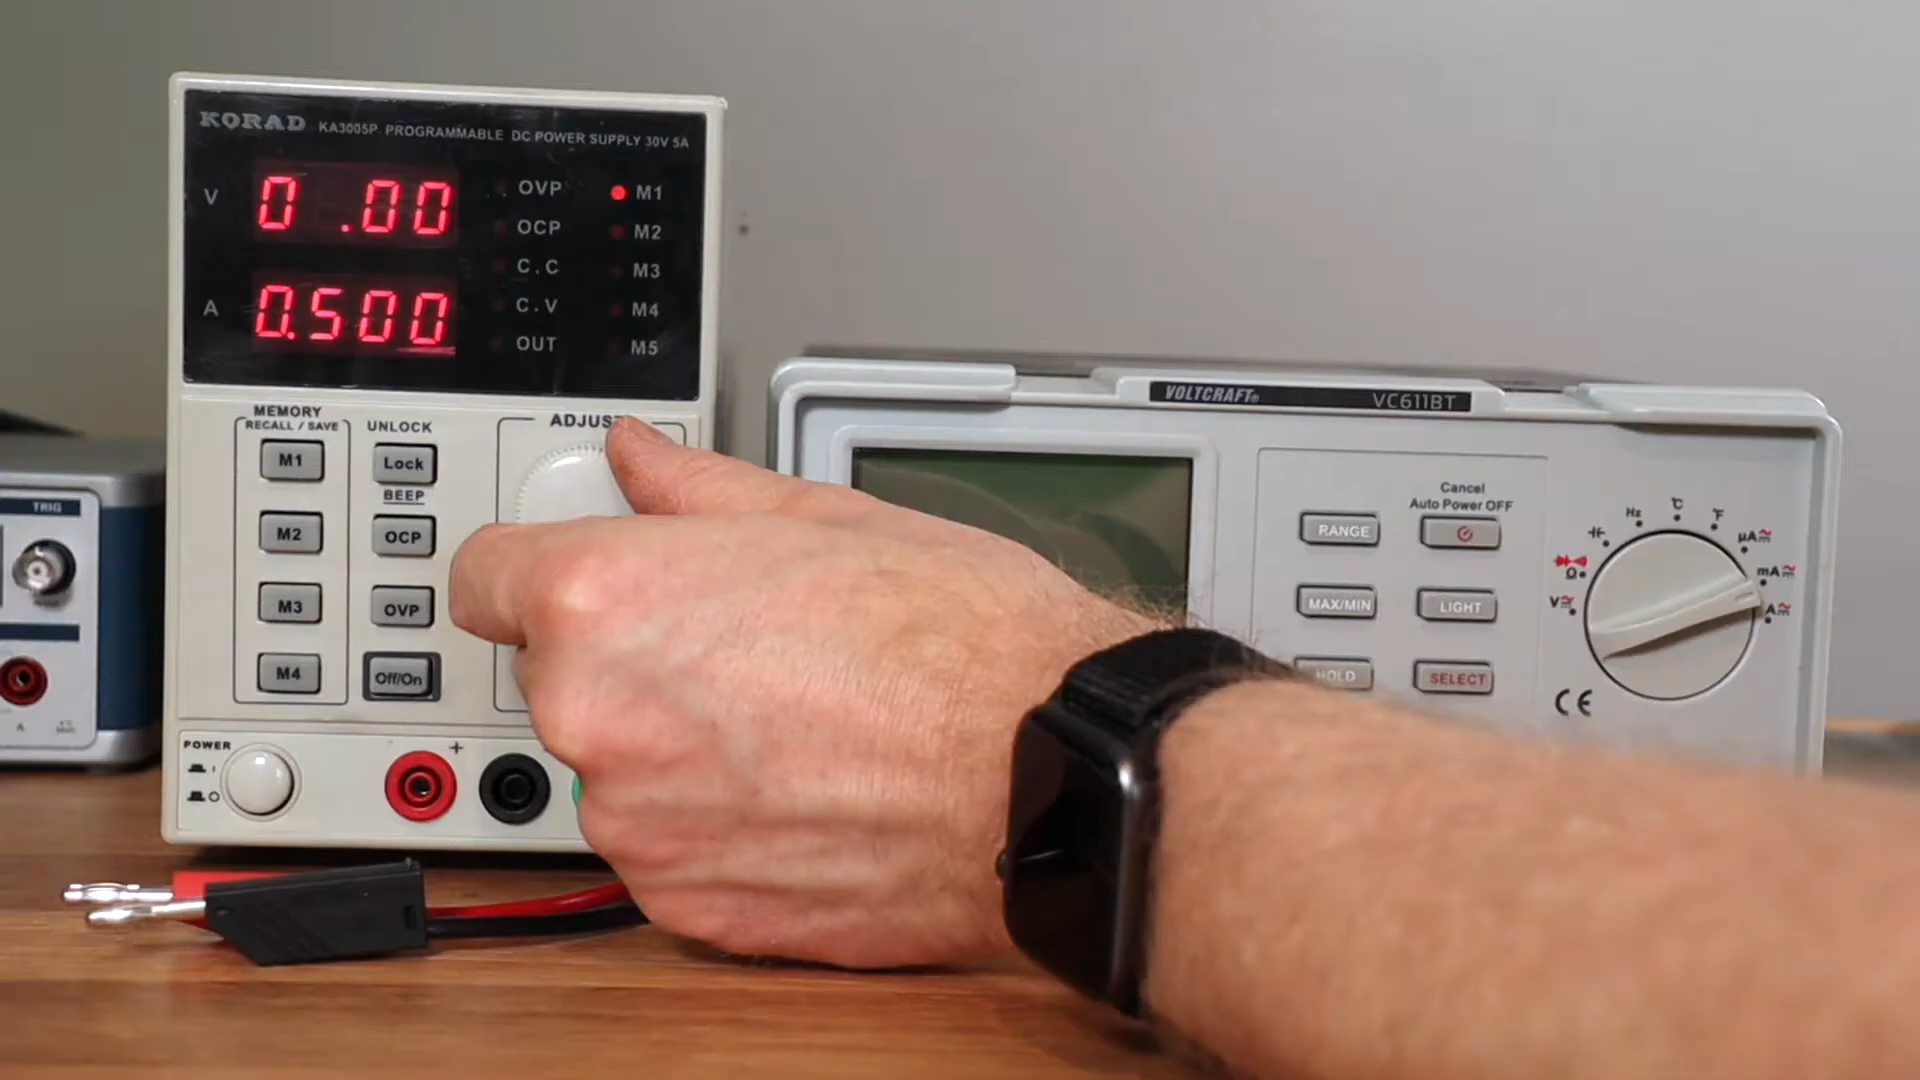 KORAD KA3005P PROGRAMMABLE DC POWER SUPPLY 30V 5A
V 0 .00
A 0.500
OVP M1
OCP M2
C.C M3
C.V M4
OUT M5
MEMORY
RECALL / SAVE
M1
M2
M3
M4
UNLOCK
Lock
BEEP
OCP
OVP
Off/On
ADJUST
POWER
I
O
+
TRIG
A
VOLTCRAFT® VC611BT
RANGE
MAX/MIN
HOLD
Cancel
Auto Power OFF
LIGHT
SELECT
Hz
°C
°F
µA
mA
A
Ω
V
CE